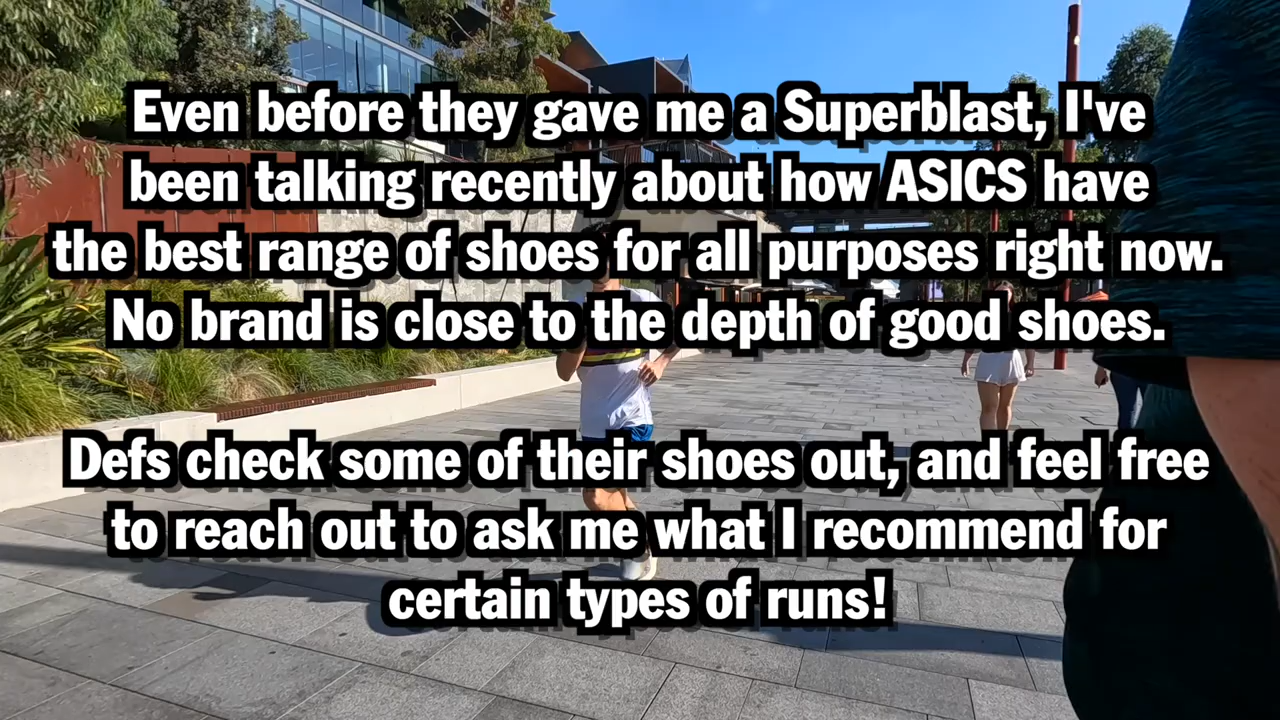 Even before they gave me a Superblast, I've
been talking recently about how ASICS have
the best range of shoes for all purposes right now.
No brand is close to the depth of good shoes.
Defs check some of their shoes out, and feel free
to reach out to ask me what I recommend for
certain types of runs!